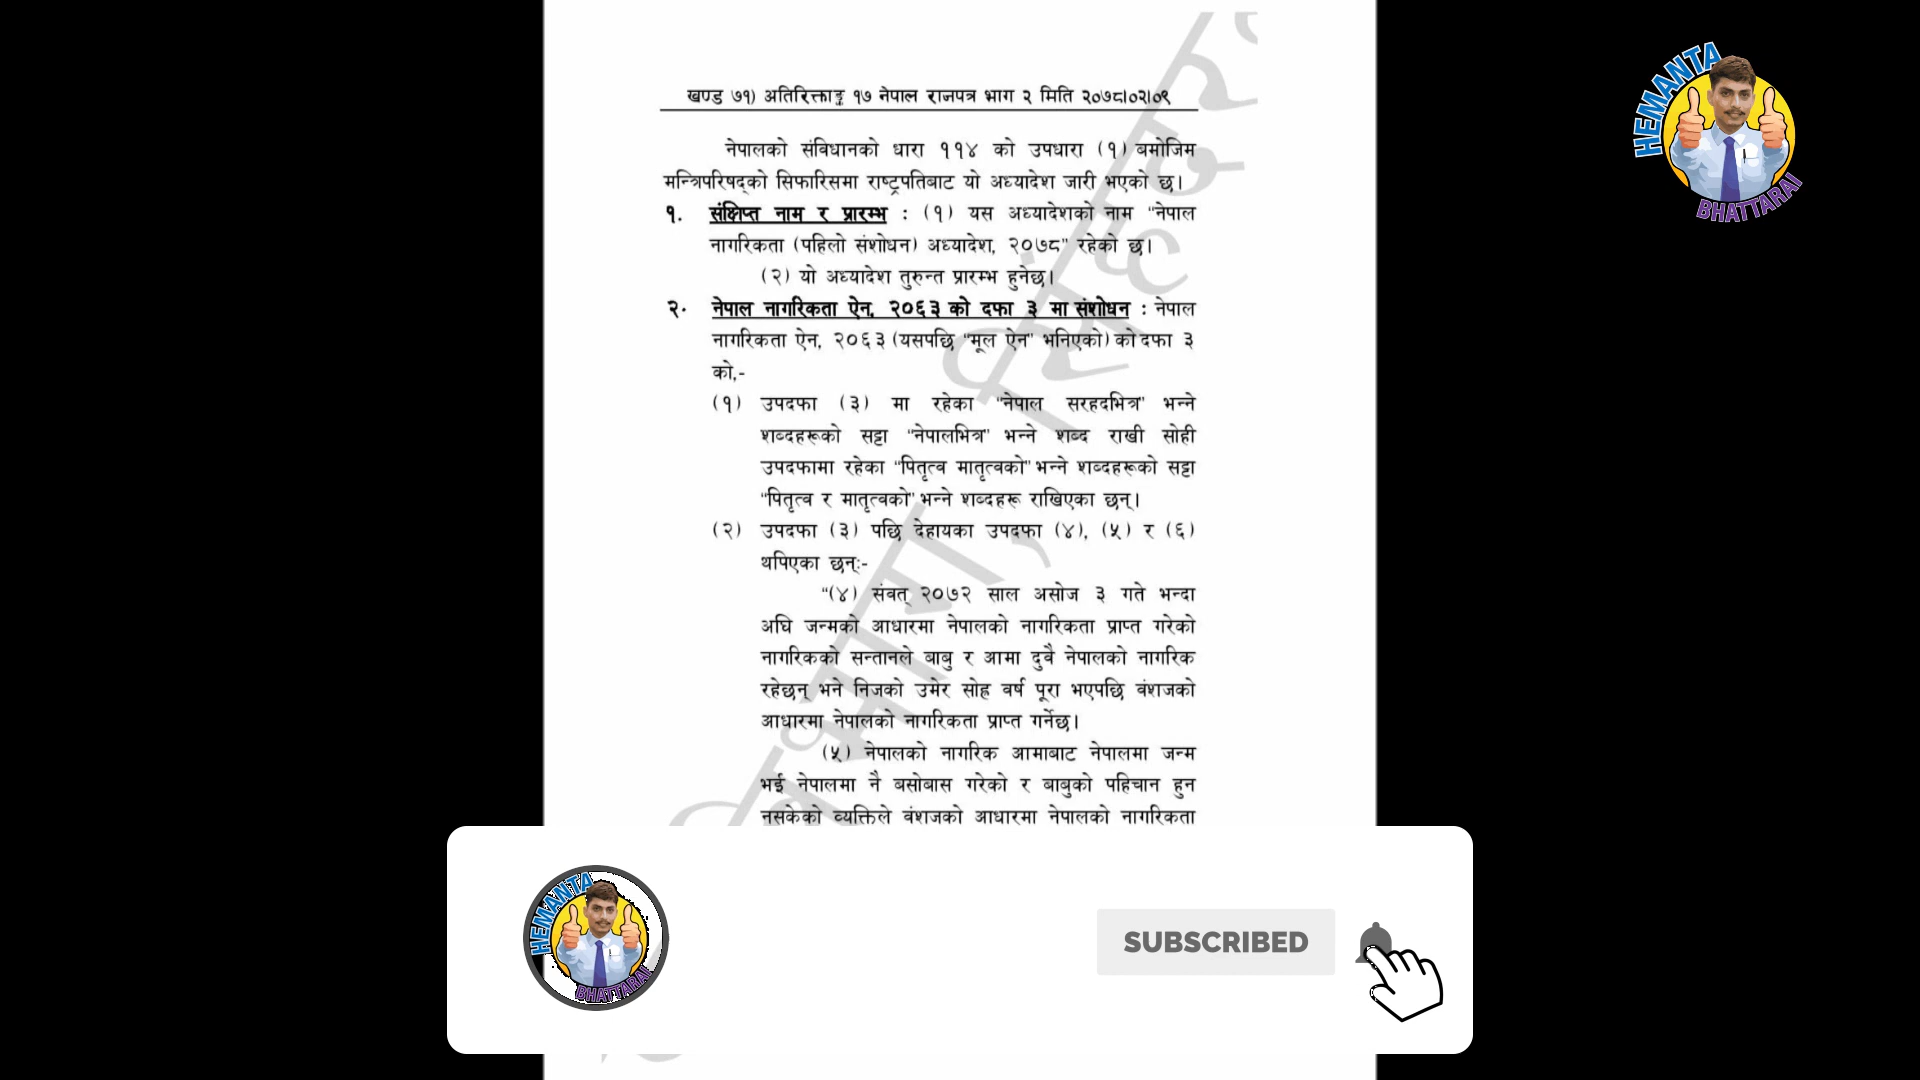 खण्ड ७१) अतिरिक्ताङ्क १७ नेपाल राजपत्र भाग २ मिति २०७८।०२।०९
नेपालको संविधानको धारा ११४ को उपधारा (१) बमोजिम
मन्त्रिपरिषद्को सिफारिसमा राष्ट्रपतिबाट यो अध्यादेश जारी भएको छ।
१. संक्षिप्त नाम र प्रारम्भ : (१) यस अध्यादेशको नाम "नेपाल
नागरिकता (पहिलो संशोधन) अध्यादेश, २०७८" रहेको छ।
(२) यो अध्यादेश तुरुन्त प्रारम्भ हुनेछ।
२. नेपाल नागरिकता ऐन, २०६३ को दफा ३ मा संशोधन : नेपाल
नागरिकता ऐन, २०६३ (यसपछि "मूल ऐन" भनिएको) को दफा ३
को,-
(१) उपदफा (३) मा रहेका "नेपाल सरहदभित्र" भन्ने
शब्दहरूको सट्टा "नेपालभित्र" भन्ने शब्द राखी सोही
उपदफामा रहेका "पितृत्व मातृत्वको" भन्ने शब्दहरूको सट्टा
"पितृत्व र मातृत्वको" भन्ने शब्दहरू राखिएका छन्।
(२) उपदफा (३) पछि देहायका उपदफा (४), (५) र (६)
थपिएका छन्:-
"(४) संवत् २०७२ साल असोज ३ गते भन्दा
अघि जन्मको आधारमा नेपालको नागरिकता प्राप्त गरेको
नागरिकको सन्तानले बाबु र आमा दुवै नेपालको नागरिक
रहेछन् भने निजको उमेर सोह्र वर्ष पूरा भएपछि वंशजको
आधारमा नेपालको नागरिकता प्राप्त गर्नेछ।
(५) नेपालको नागरिक आमाबाट नेपालमा जन्म
भई नेपालमा नै बसोबास गरेको र बाबुको पहिचान हुन
नसकेको व्यक्तिले वंशजको आधारमा नेपालको नागरिकता
HEMANTA
BHATTARAI
HEMANTA
BHATTARAI
SUBSCRIBED